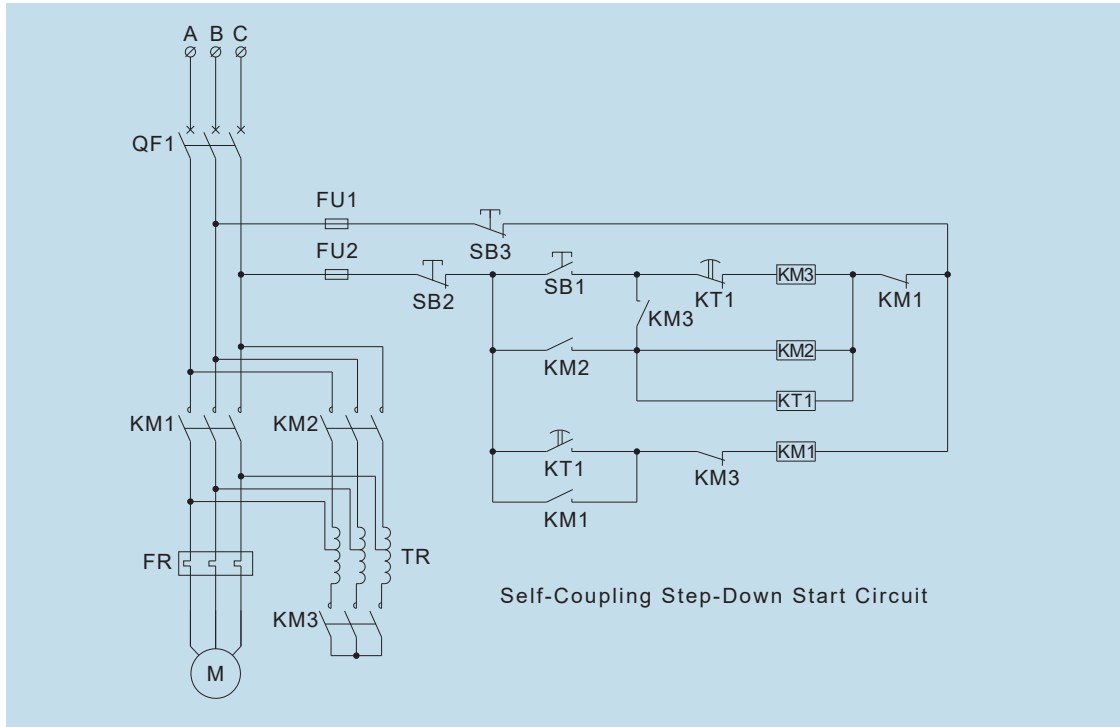 A B C
QF1
FU1
SB3
FU2
SB2
SB1
KT1
KM3
KM1
KM3
KM2
KM2
KT1
KM1
KM2
KT1
KM3
KM1
KM1
FR
TR
KM3
M
Self-Coupling Step-Down Start Circuit